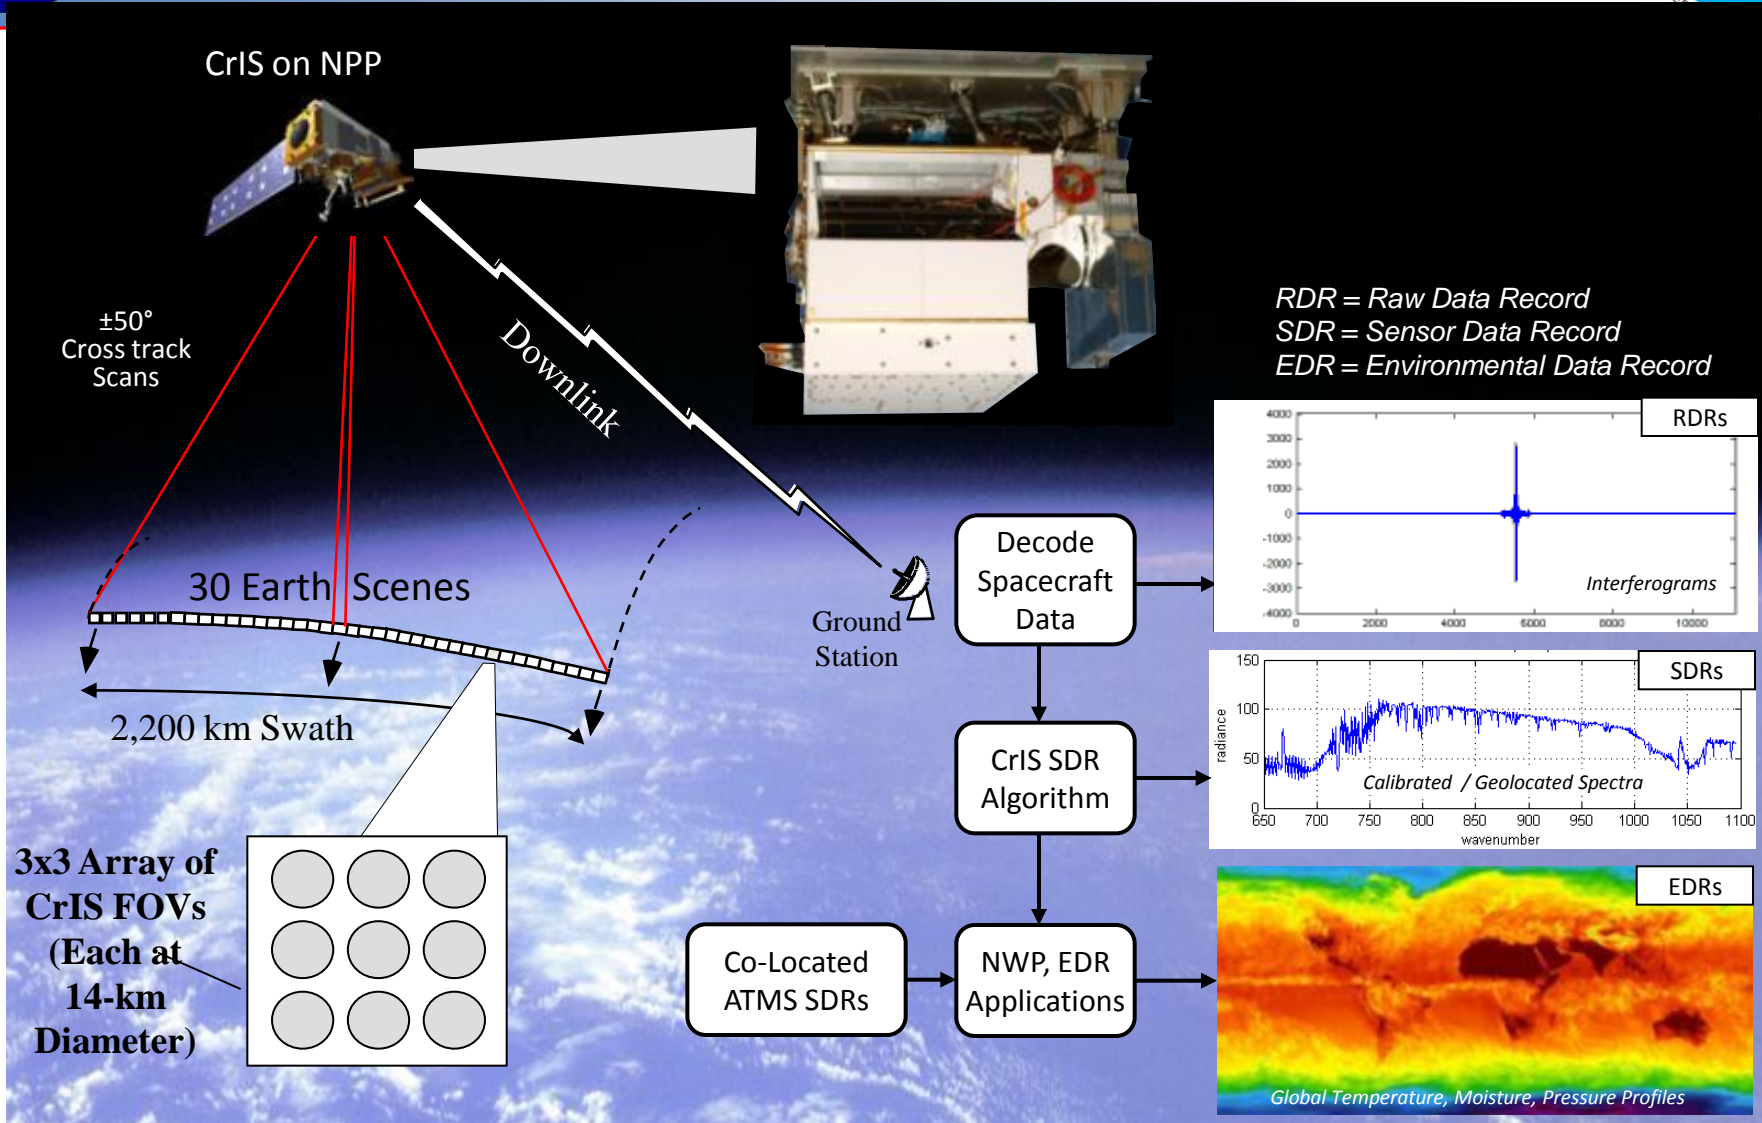 CrIS on NPP
±50°
Cross track
Scans
Downlink
RDR = Raw Data Record
SDR = Sensor Data Record
EDR = Environmental Data Record
30 Earth Scenes
2,200 km Swath
3x3 Array of
CrIS FOVs
(Each at
14-km
Diameter)
Ground
Station
Decode
Spacecraft
Data
CrIS SDR
Algorithm
Co-Located
ATMS SDRs
NWP, EDR
Applications
RDRs
4000
3000
2000
1000
0
-1000
-2000
-3000
-4000
0 2000 4000 6000 8000 10000
Interferograms
SDRs
150
100
50
0
radiance
Calibrated / Geolocated Spectra
650 700 750 800 850 900 950 1000 1050 1100
wavenumber
EDRs
Global Temperature, Moisture, Pressure Profiles